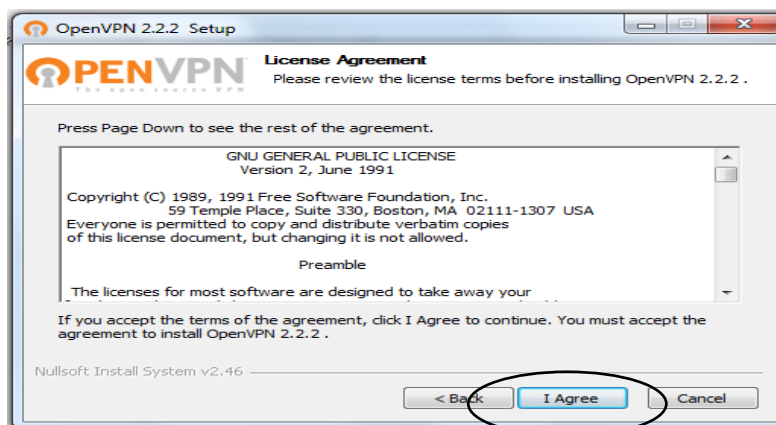 OpenVPN 2.2.2 Setup
OPENVPN
The open source VPN
License Agreement
Please review the license terms before installing OpenVPN 2.2.2 .
Press Page Down to see the rest of the agreement.
GNU GENERAL PUBLIC LICENSE
Version 2, June 1991
Copyright (C) 1989, 1991 Free Software Foundation, Inc.
59 Temple Place, Suite 330, Boston, MA 02111-1307 USA
Everyone is permitted to copy and distribute verbatim copies
of this license document, but changing it is not allowed.
Preamble
The licenses for most software are designed to take away your
If you accept the terms of the agreement, click I Agree to continue. You must accept the
agreement to install OpenVPN 2.2.2 .
Nullsoft Install System v2.46
< Back I Agree Cancel